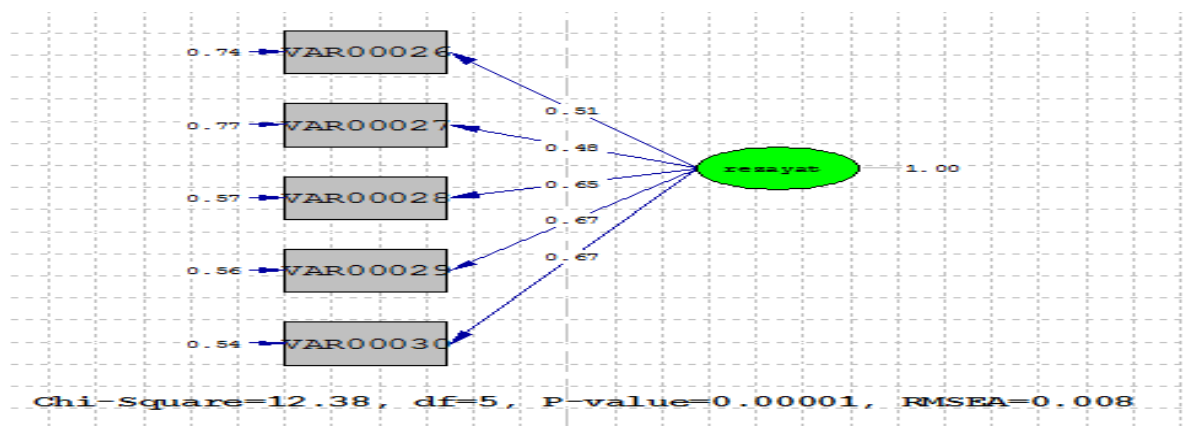 0.74 VAR00026
0.51
0.77 VAR00027
0.48
rezayat 1.00
0.65
0.57 VAR00028
0.67
0.67
0.56 VAR00029
0.54 VAR00030
Chi-Square=12.38, df=5, P-value=0.00001, RMSEA=0.008